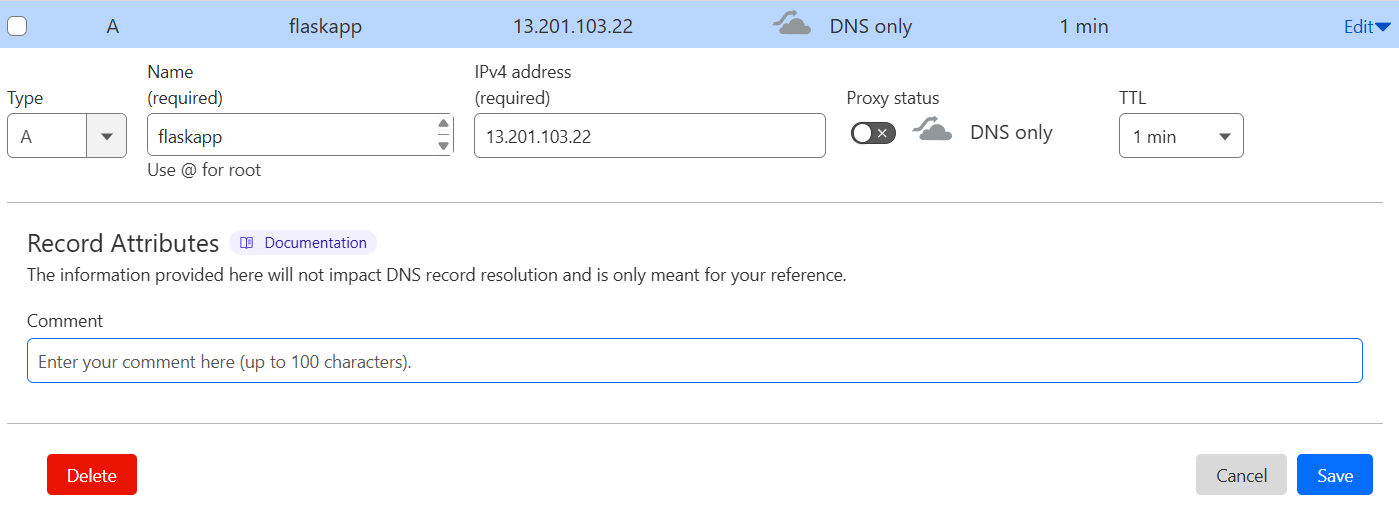 A flaskapp 13.201.103.22 DNS only 1 min Edit
Name
IPv4 address
Type (required) (required) Proxy status TTL
A flaskapp 13.201.103.22 DNS only 1 min
Use @ for root
Record Attributes Documentation
The information provided here will not impact DNS record resolution and is only meant for your reference.
Comment
Enter your comment here (up to 100 characters).
Delete Cancel Save